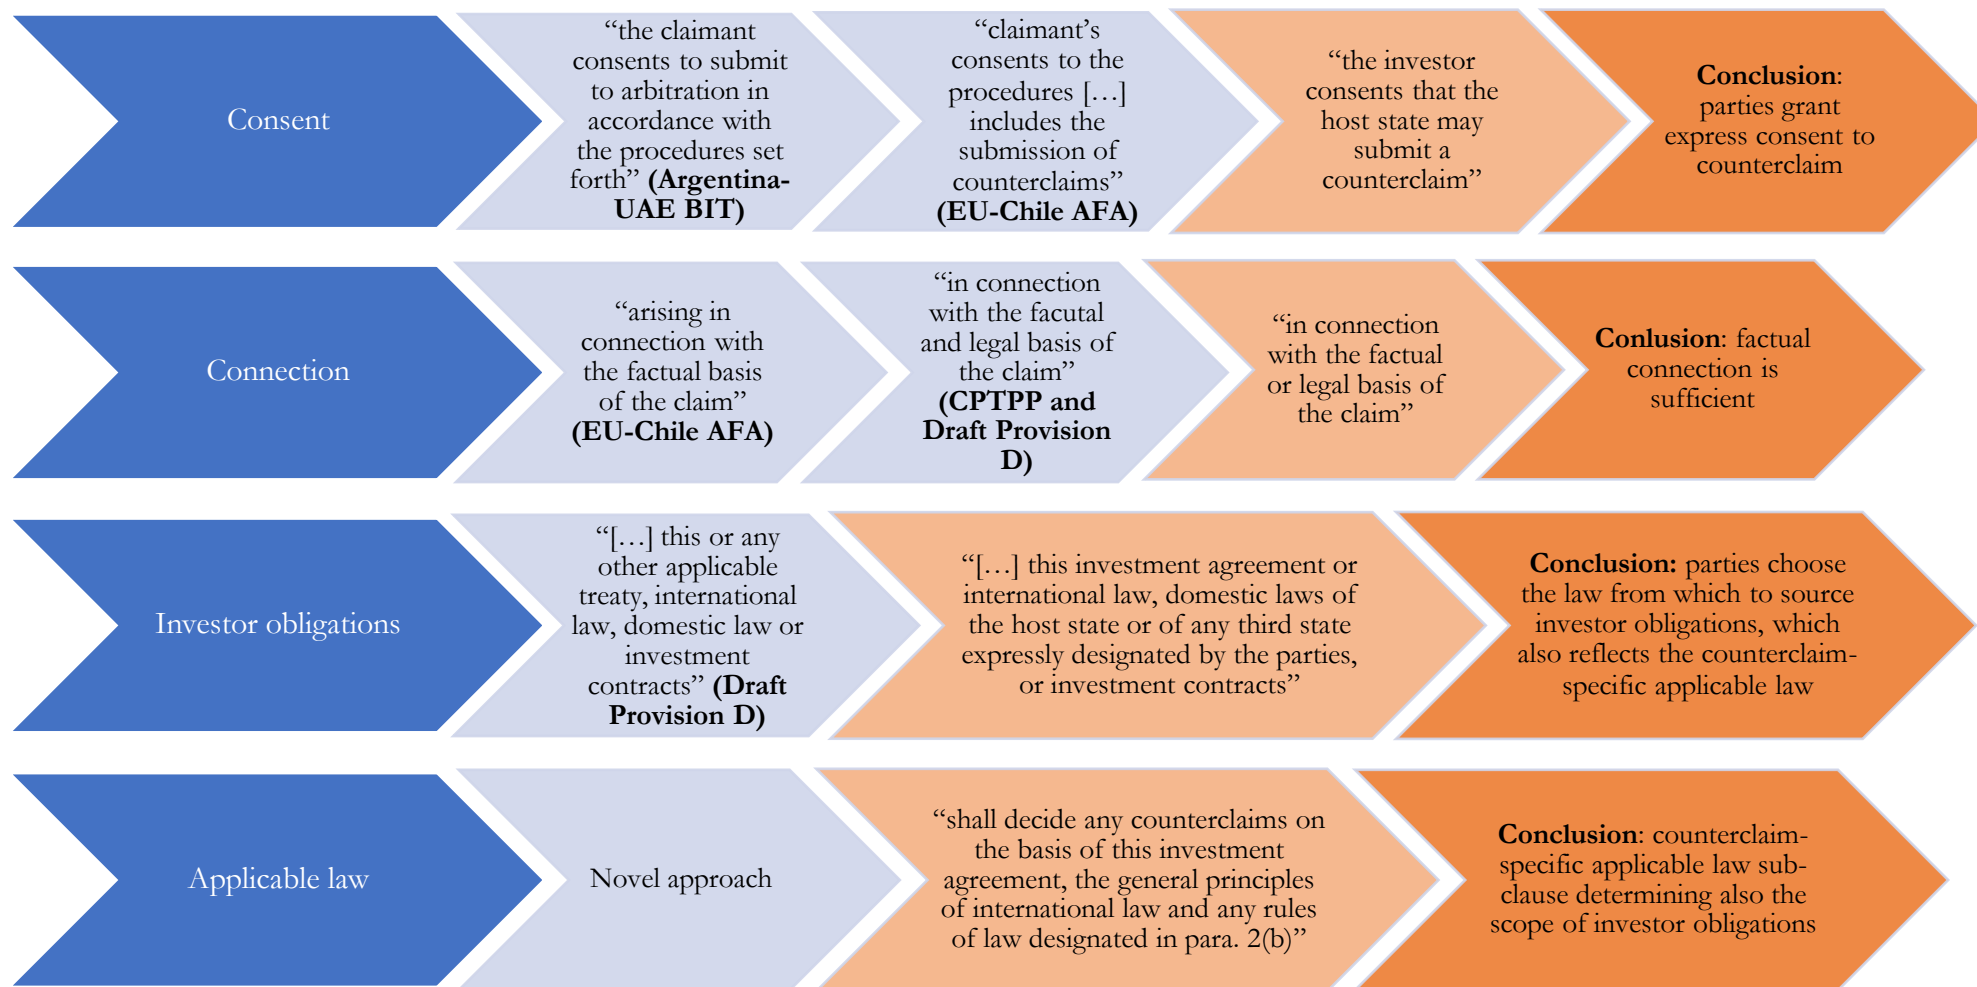 Consent
“the claimant
consents to submit
to arbitration in
accordance with
the procedures set
forth” (Argentina-
UAE BIT)
“claimant’s
consents to the
procedures […]
includes the
submission of
counterclaims”
(EU-Chile AFA)
“the investor
consents that the
host state may
submit a
counterclaim”
Conclusion:
parties grant
express consent to
counterclaim
Connection
“arising in
connection with
the factual basis
of the claim”
(EU-Chile AFA)
“in connection
with the facutal
and legal basis of
the claim”
(CPTPP and
Draft Provision
D)
“in connection
with the factual
or legal basis of
the claim”
Conlusion: factual
connection is
sufficient
Investor obligations
“[…] this or any
other applicable
treaty, international
law, domestic law or
investment
contracts” (Draft
Provision D)
“[…] this investment agreement or
international law, domestic laws of
the host state or of any third state
expressly designated by the parties,
or investment contracts”
Conclusion: parties choose
the law from which to source
investor obligations, which
also reflects the counterclaim-
specific applicable law
Applicable law
Novel approach
“shall decide any counterclaims on
the basis of this investment
agreement, the general principles
of international law and any rules
of law designated in para. 2(b)”
Conclusion: counterclaim-
specific applicable law sub-
clause determining also the
scope of investor obligations